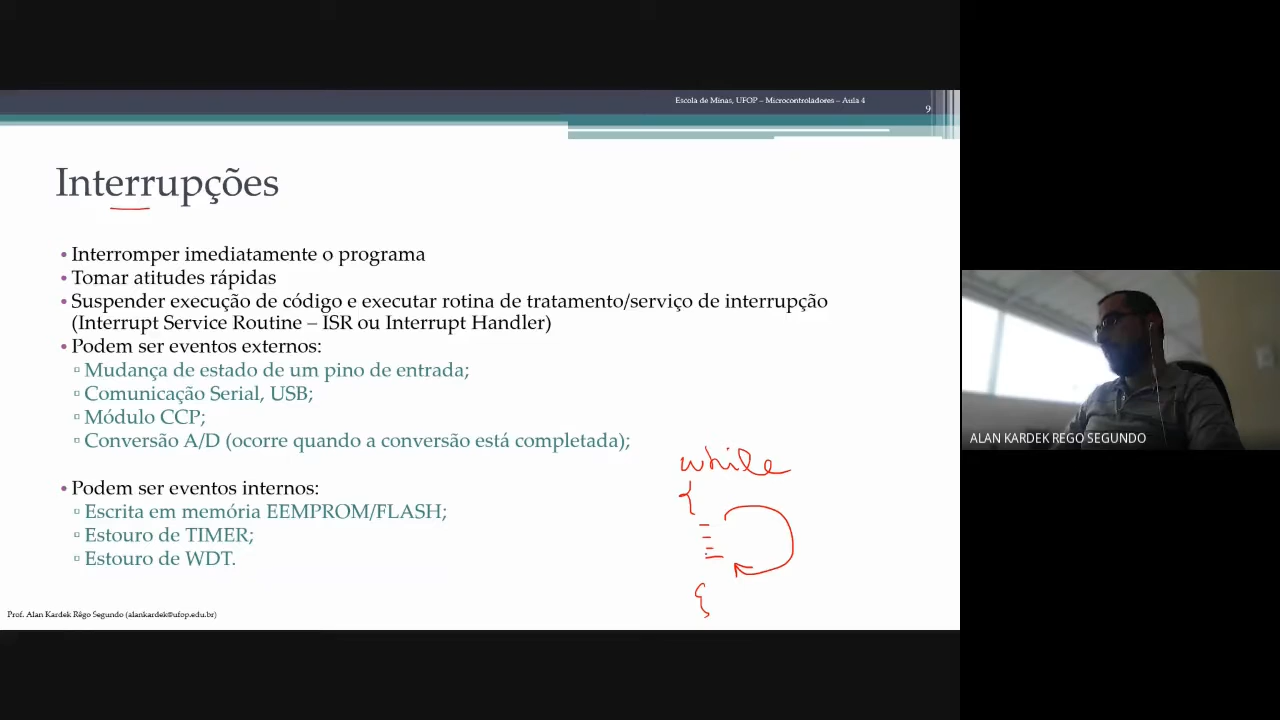 Escola de Minas, UFOP – Microcontroladores – Aula 4
9
Interrupções
• Interromper imediatamente o programa
• Tomar atitudes rápidas
• Suspender execução de código e executar rotina de tratamento/serviço de interrupção
(Interrupt Service Routine – ISR ou Interrupt Handler)
• Podem ser eventos externos:
▫ Mudança de estado de um pino de entrada;
▫ Comunicação Serial, USB;
▫ Módulo CCP;
▫ Conversão A/D (ocorre quando a conversão está completada);
• Podem ser eventos internos:
▫ Escrita em memória EEMPROM/FLASH;
▫ Estouro de TIMER;
▫ Estouro de WDT.
while
{
{
Prof. Alan Kardek Rêgo Segundo (alankardek@ufop.edu.br)
ALAN KARDEK REGO SEGUNDO